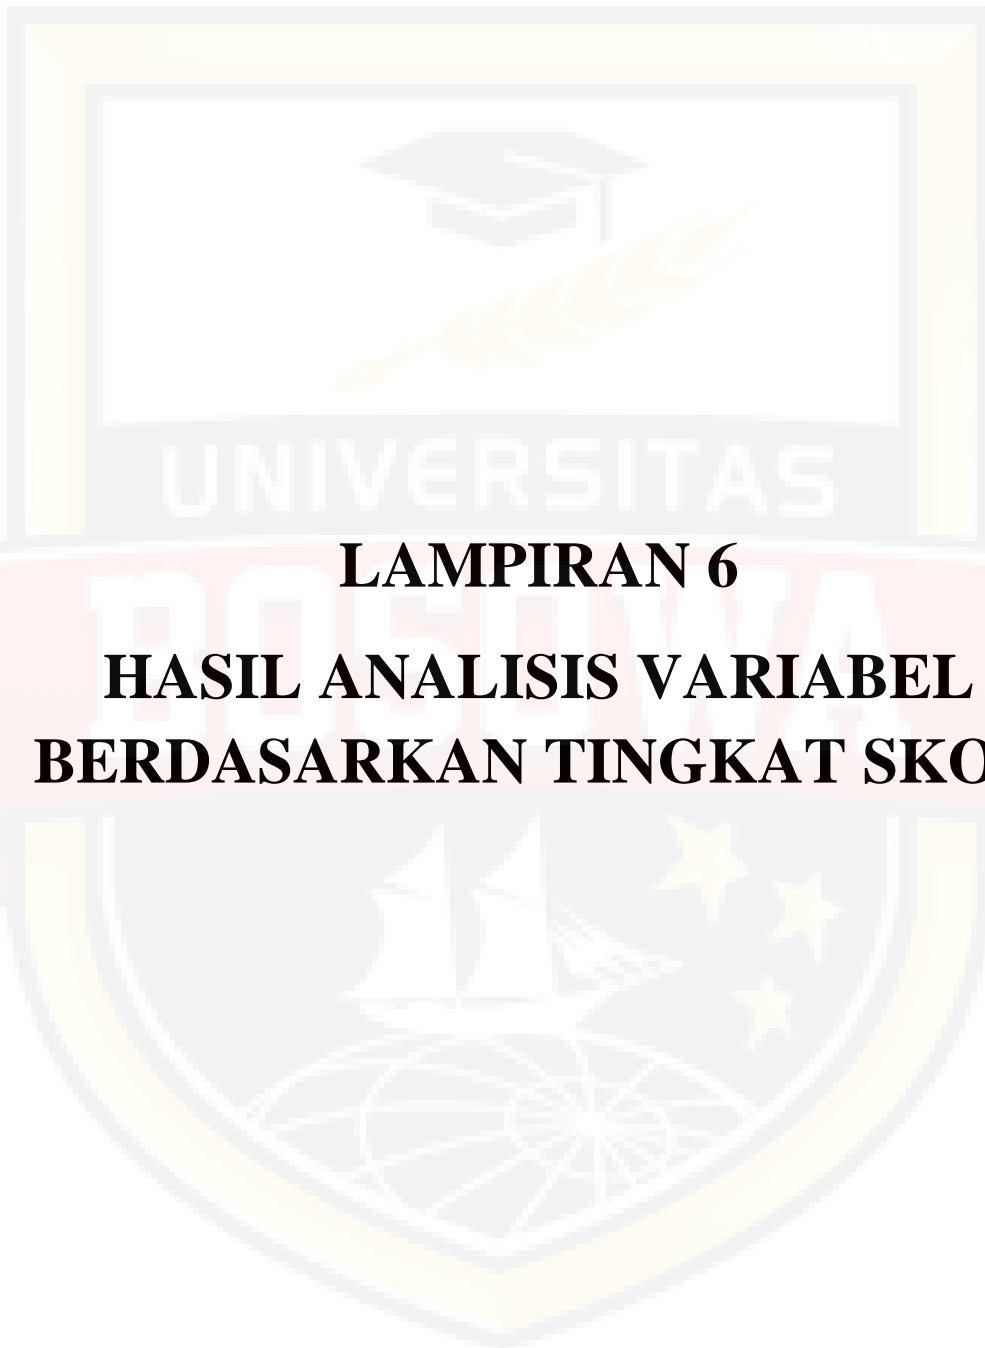 UNIVERSITAS
LAMPIRAN 6
BOSOWA
HASIL ANALISIS VARIABEL
BERDASARKAN TINGKAT SKO